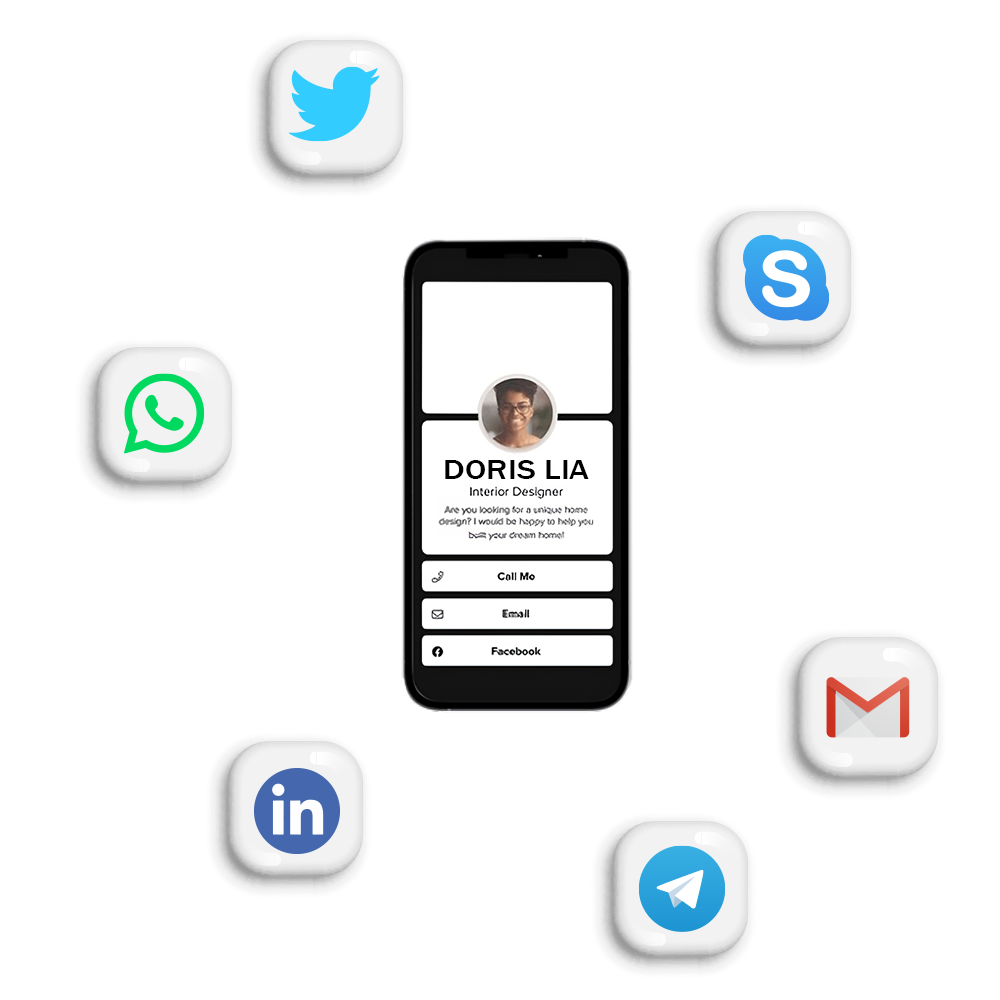 S
DORIS LIA
Interior Designer
Are you looking for a unique home
design? I would be happy to help you
built your dream home!
Call Me
Email
Facebook
in